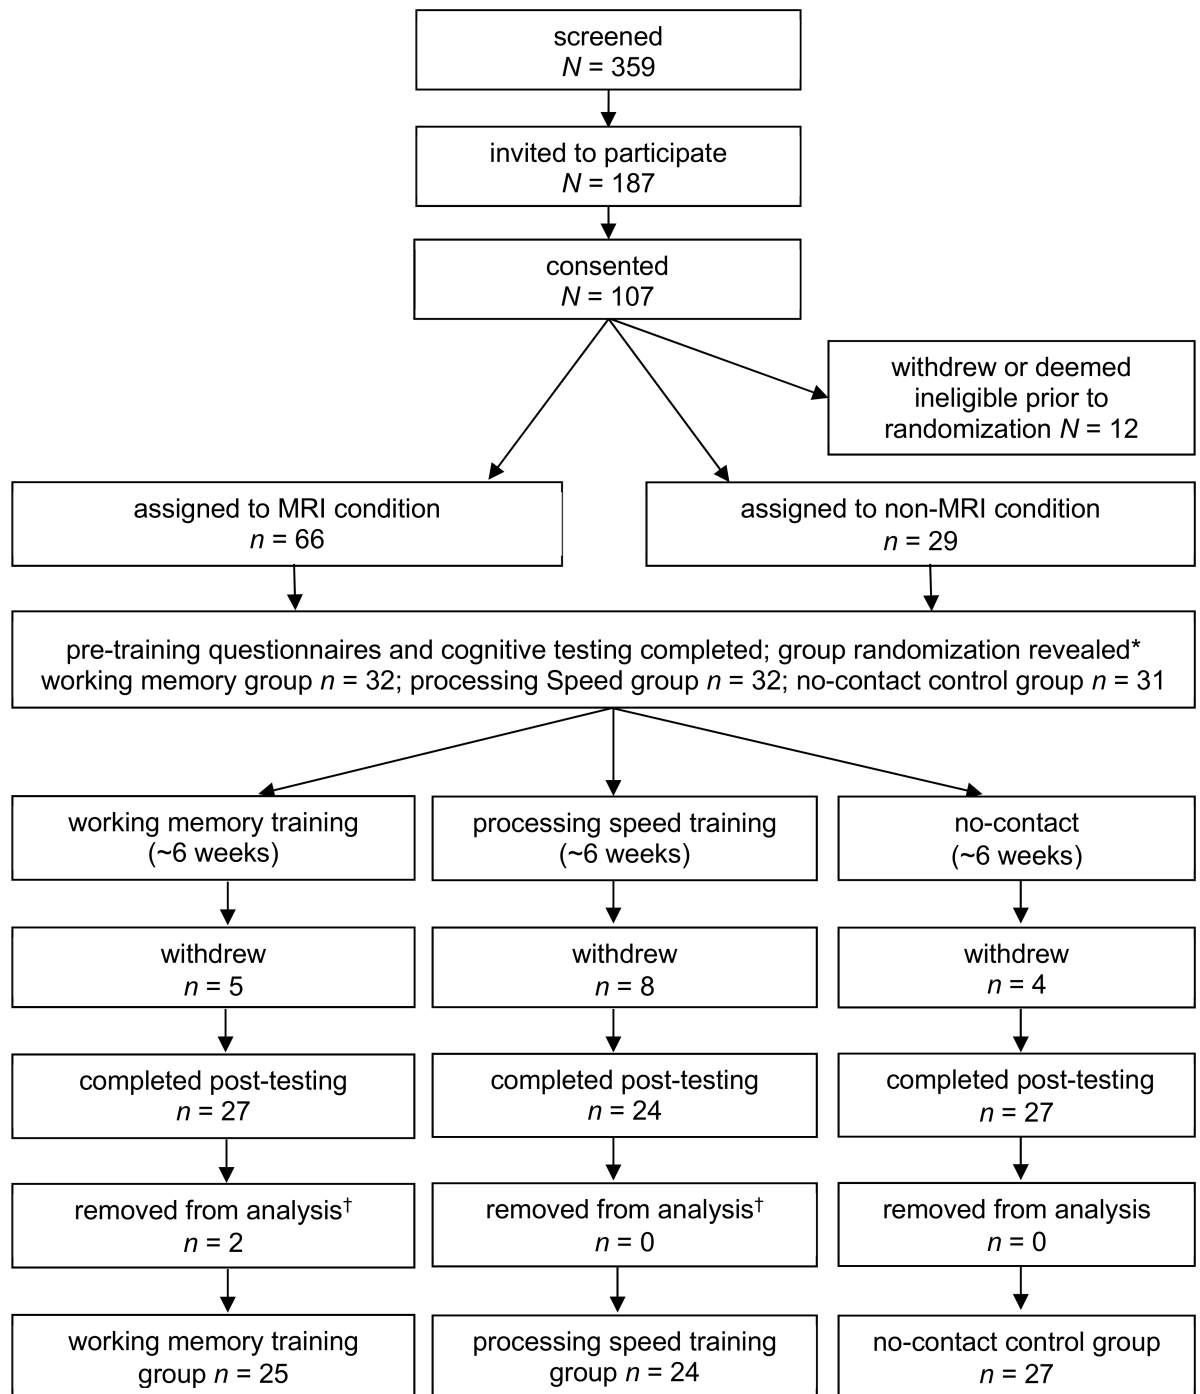 screened
N = 359
invited to participate
N = 187
consented
N = 107
withdrew or deemed
ineligible prior to
randomization N = 12
assigned to MRI condition
n = 66
assigned to non-MRI condition
n = 29
pre-training questionnaires and cognitive testing completed; group randomization revealed*
working memory group n = 32; processing Speed group n = 32; no-contact control group n = 31
working memory training
(~6 weeks)
processing speed training
(~6 weeks)
no-contact
(~6 weeks)
withdrew
n = 5
withdrew
n = 8
withdrew
n = 4
completed post-testing
n = 27
completed post-testing
n = 24
completed post-testing
n = 27
removed from analysis†
n = 2
removed from analysis†
n = 0
removed from analysis
n = 0
working memory training
group n = 25
processing speed training
group n = 24
no-contact control group
n = 27